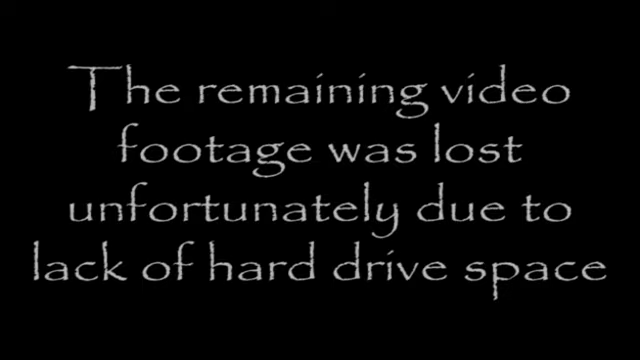 The remaining video
footage was lost
unfortunately due to
lack of hard drive space